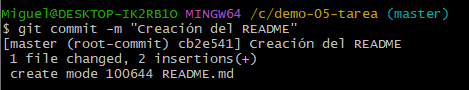 Miguel@DESKTOP-IK2RB1O MINGW64 /c/demo-05-tarea (master)
$ git commit -m "Creación del README"
[master (root-commit) cb2e541] Creación del README
 1 file changed, 2 insertions(+)
 create mode 100644 README.md